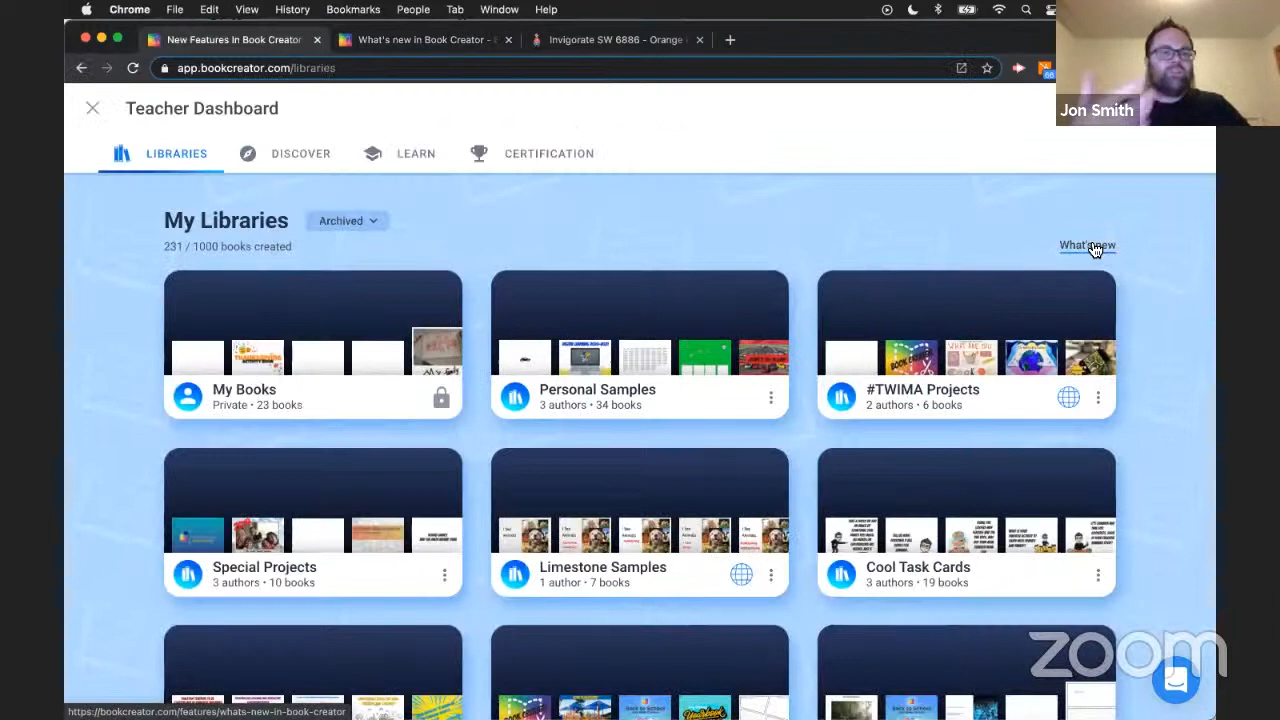 Chrome File Edit View History Bookmarks People Tab Window Help
New Features In Book Creator
What's new in Book Creator -
Invigorate SW 6886 - Orange
app.bookcreator.com/libraries
66
Jon Smith
Teacher Dashboard
LIBRARIES DISCOVER LEARN CERTIFICATION
My Libraries Archived
231 / 1000 books created
What's new
My Books
Private • 23 books
Personal Samples
3 authors • 34 books
#TWIMA Projects
2 authors • 6 books
Special Projects
3 authors • 10 books
Limestone Samples
1 author • 7 books
Cool Task Cards
3 authors • 19 books
zoom
https://bookcreator.com/features/whats-new-in-book-creator